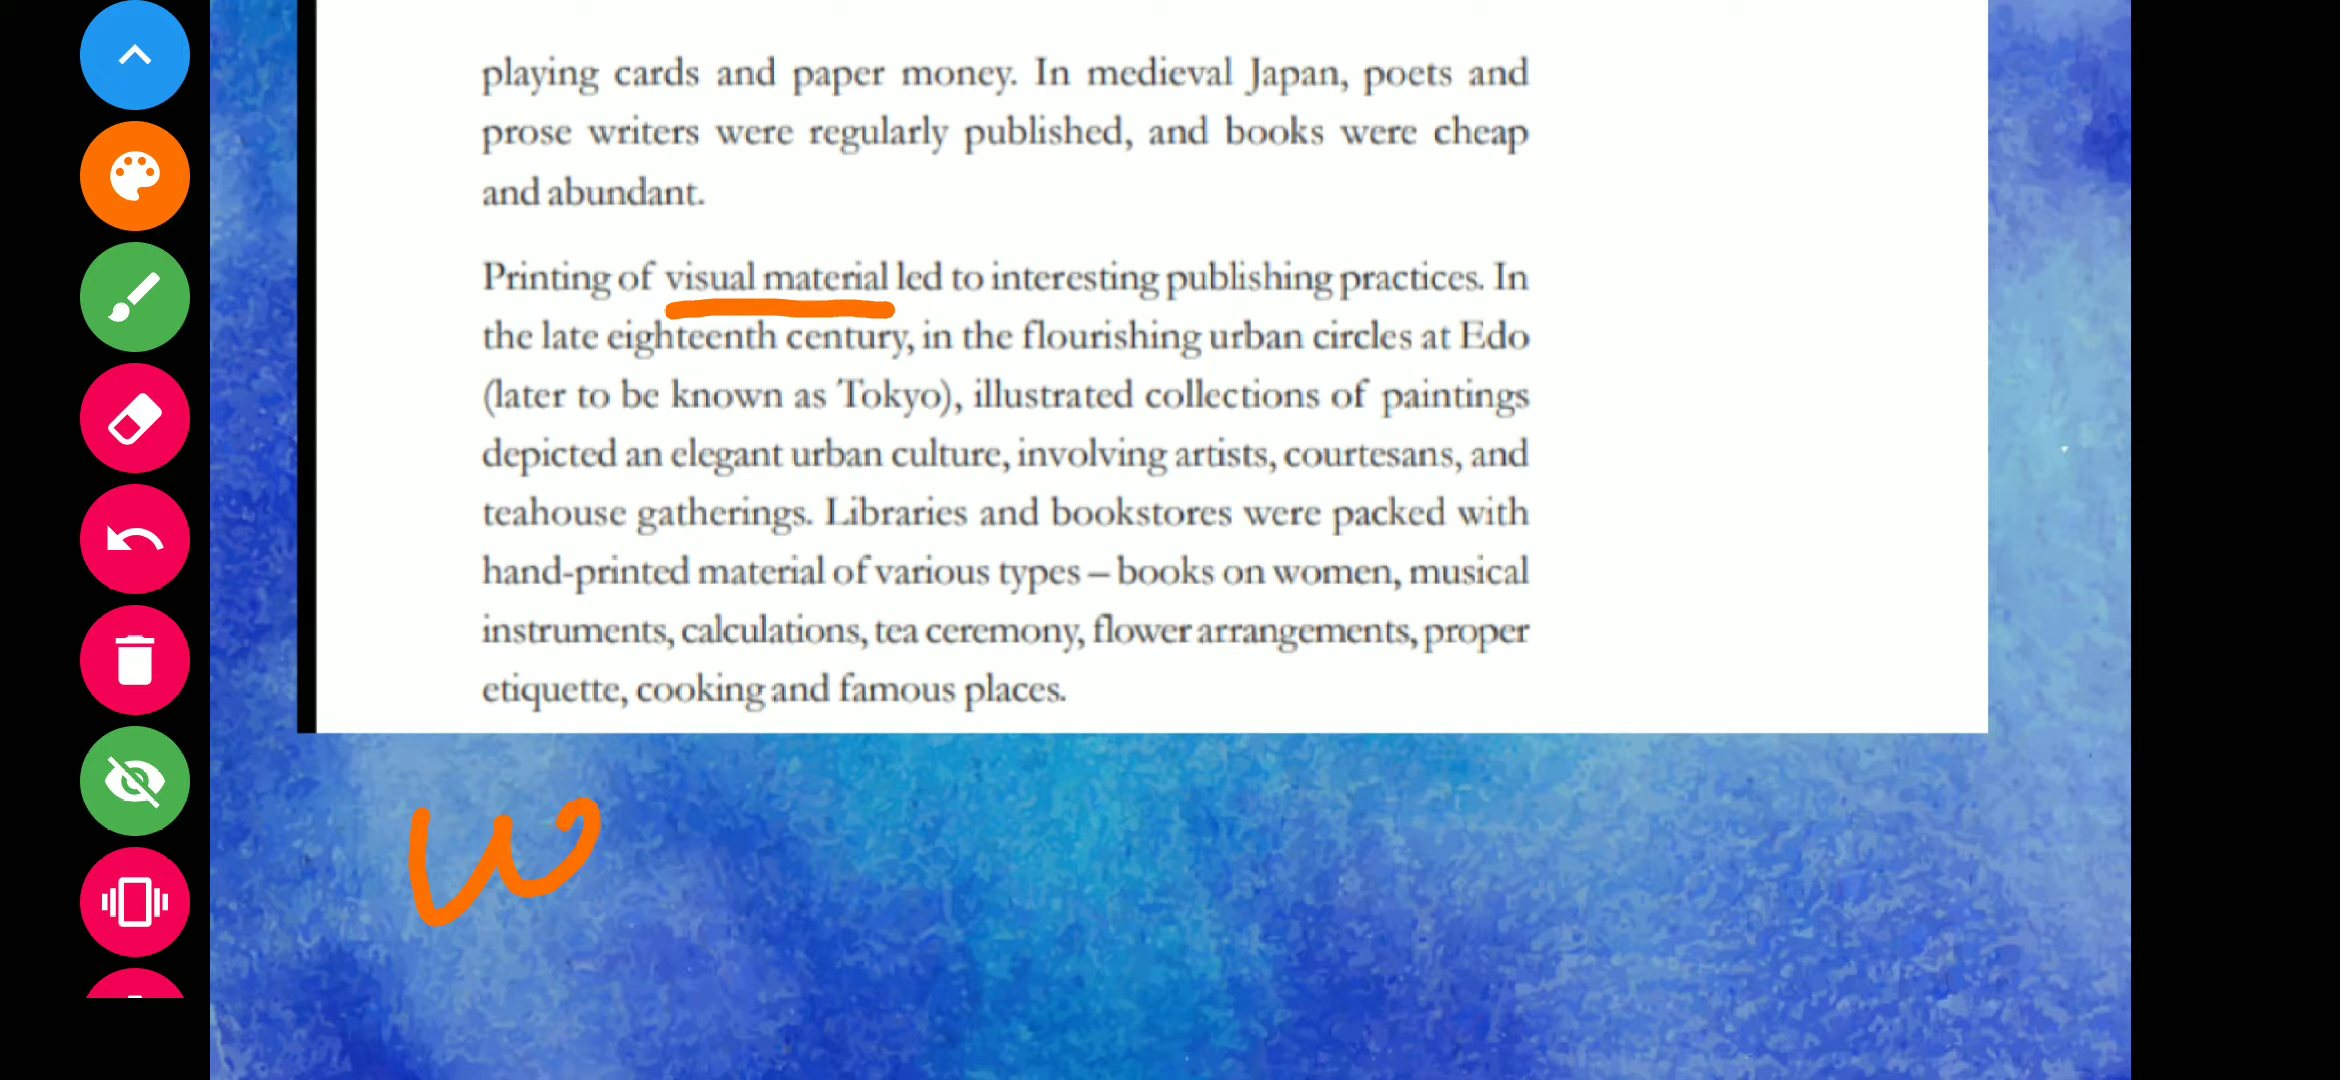 playing cards and paper money. In medieval Japan, poets and
prose writers were regularly published, and books were cheap
and abundant.
Printing of visual material led to interesting publishing practices. In
the late eighteenth century, in the flourishing urban circles at Edo
(later to be known as Tokyo), illustrated collections of paintings
depicted an elegant urban culture, involving artists, courtesans, and
teahouse gatherings. Libraries and bookstores were packed with
hand-printed material of various types – books on women, musical
instruments, calculations, tea ceremony, flower arrangements, proper
etiquette, cooking and famous places.
w